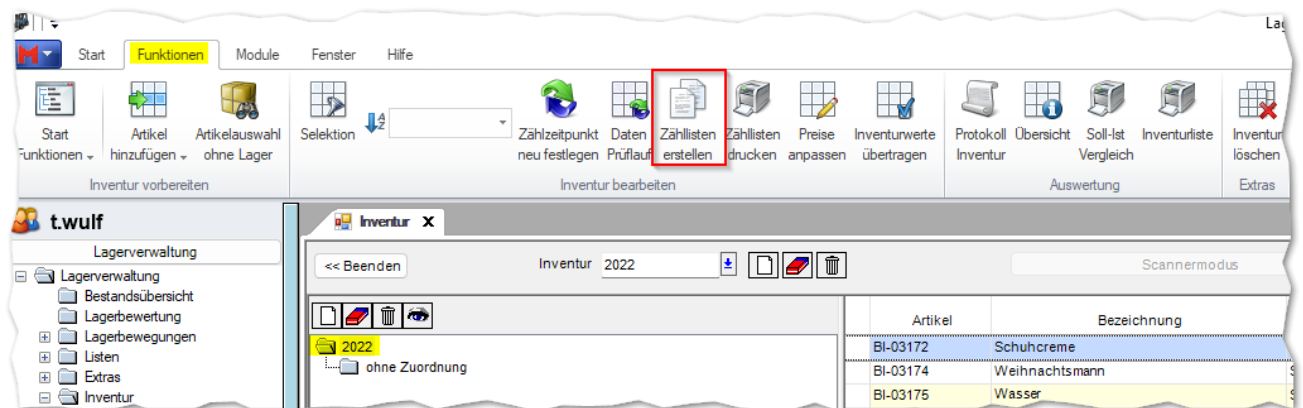 Lag
M Start Funktionen Module Fenster Hilfe
Start Artikel Artikelauswahl Selektion Zählzeitpunkt Daten Zähllisten Zähllisten Preise Inventurwerte Protokoll Übersicht Soll-Ist Inventurliste Inventur
Funktionen hinzufügen ohne Lager neu festlegen Prüflauf erstellen drucken anpassen übertragen Inventur Vergleich löschen
Inventur vorbereiten Inventur bearbeiten Auswertung Extras
t.wulf Inventur X
Lagerverwaltung
<< Beenden Inventur 2022 Scannermodus
Lagerverwaltung
Bestandsübersicht
Lagerbewertung
Lagerbewegungen
Listen
Extras
Inventur
2022
ohne Zuordnung
Artikel Bezeichnung
BI-03172 Schuhcreme
BI-03174 Weihnachtsmann
BI-03175 Wasser